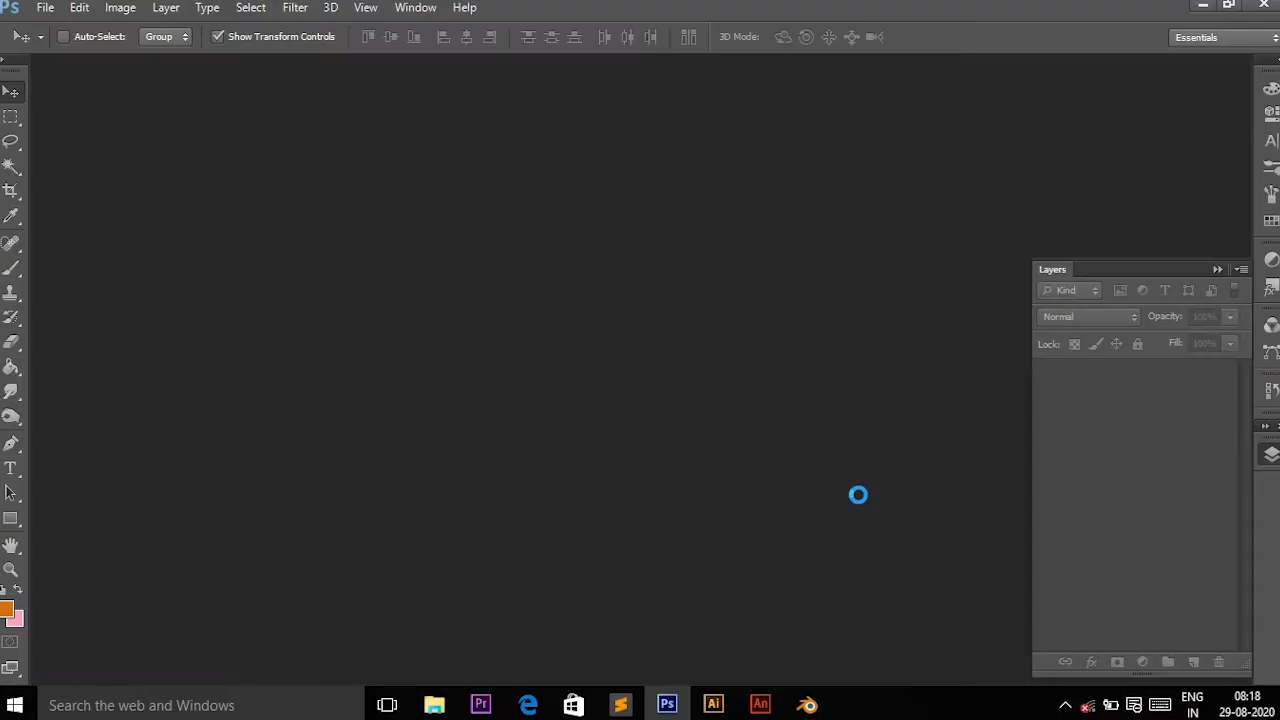 Ps File Edit Image Layer Type Select Filter 3D View Window Help
Auto-Select: Group Show Transform Controls 3D Mode: Essentials
Layers
Kind
Normal Opacity: 100%
Lock: Fill: 100%
Search the web and Windows Pr Ps Ai An
ENG 08:18
IN 29-08-2020